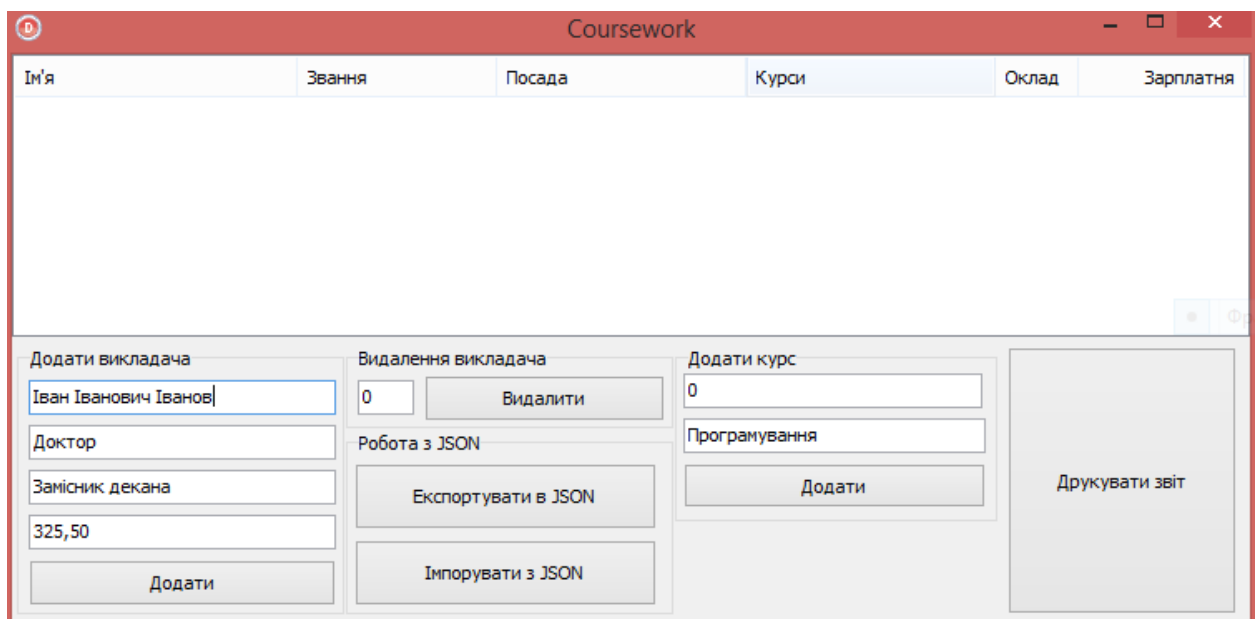 Coursework
Ім'я Звання Посада Курси Оклад Зарплатня
Додати викладача
Іван Іванович Іванов
Доктор
Замісник декана
325,50
Додати
Видалення викладача
0 Видалити
Робота з JSON
Експортувати в JSON
Імпорувати з JSON
Додати курс
0
Програмування
Додати
Друкувати звіт